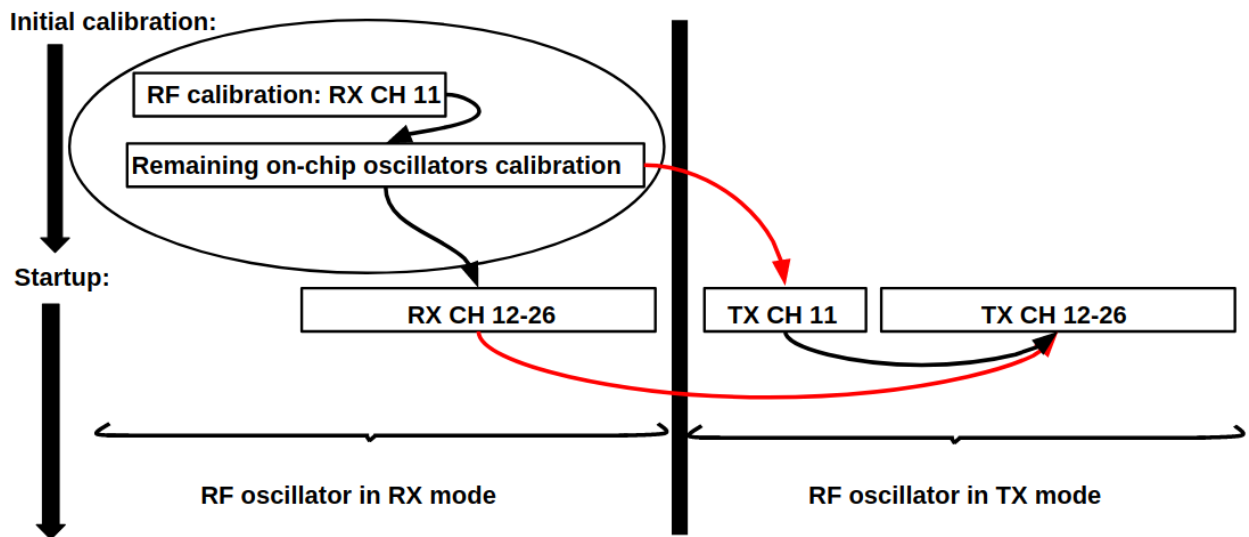 Initial calibration:
RF calibration: RX CH 11
Remaining on-chip oscillators calibration
Startup:
RX CH 12-26
TX CH 11
TX CH 12-26
RF oscillator in RX mode
RF oscillator in TX mode